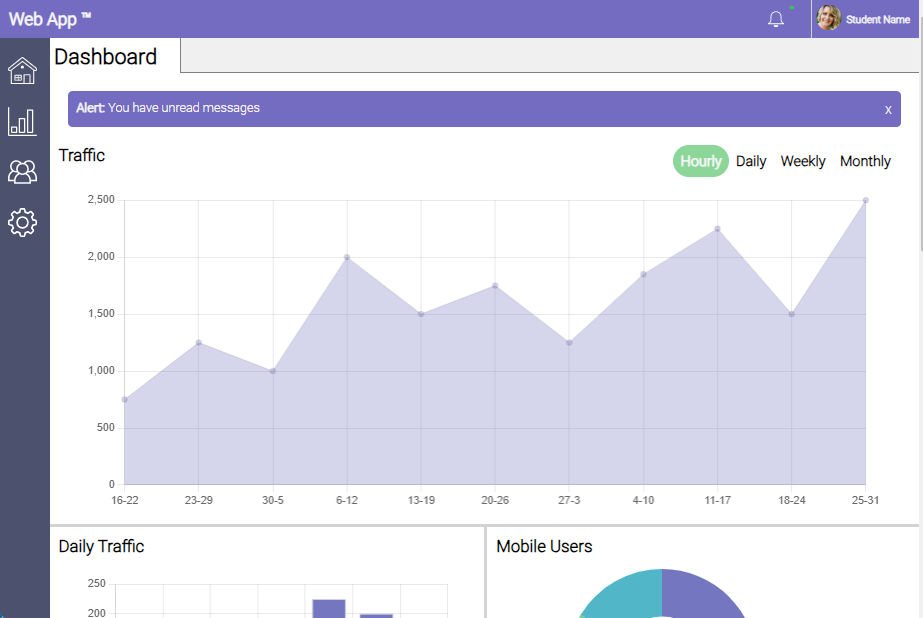 Web App ™
Student Name
Dashboard
Alert: You have unread messages x
Traffic
Hourly Daily Weekly Monthly
2,500
2,000
1,500
1,000
500
0
16-22 23-29 30-5 6-12 13-19 20-26 27-3 4-10 11-17 18-24 25-31
Daily Traffic
250
200
Mobile Users